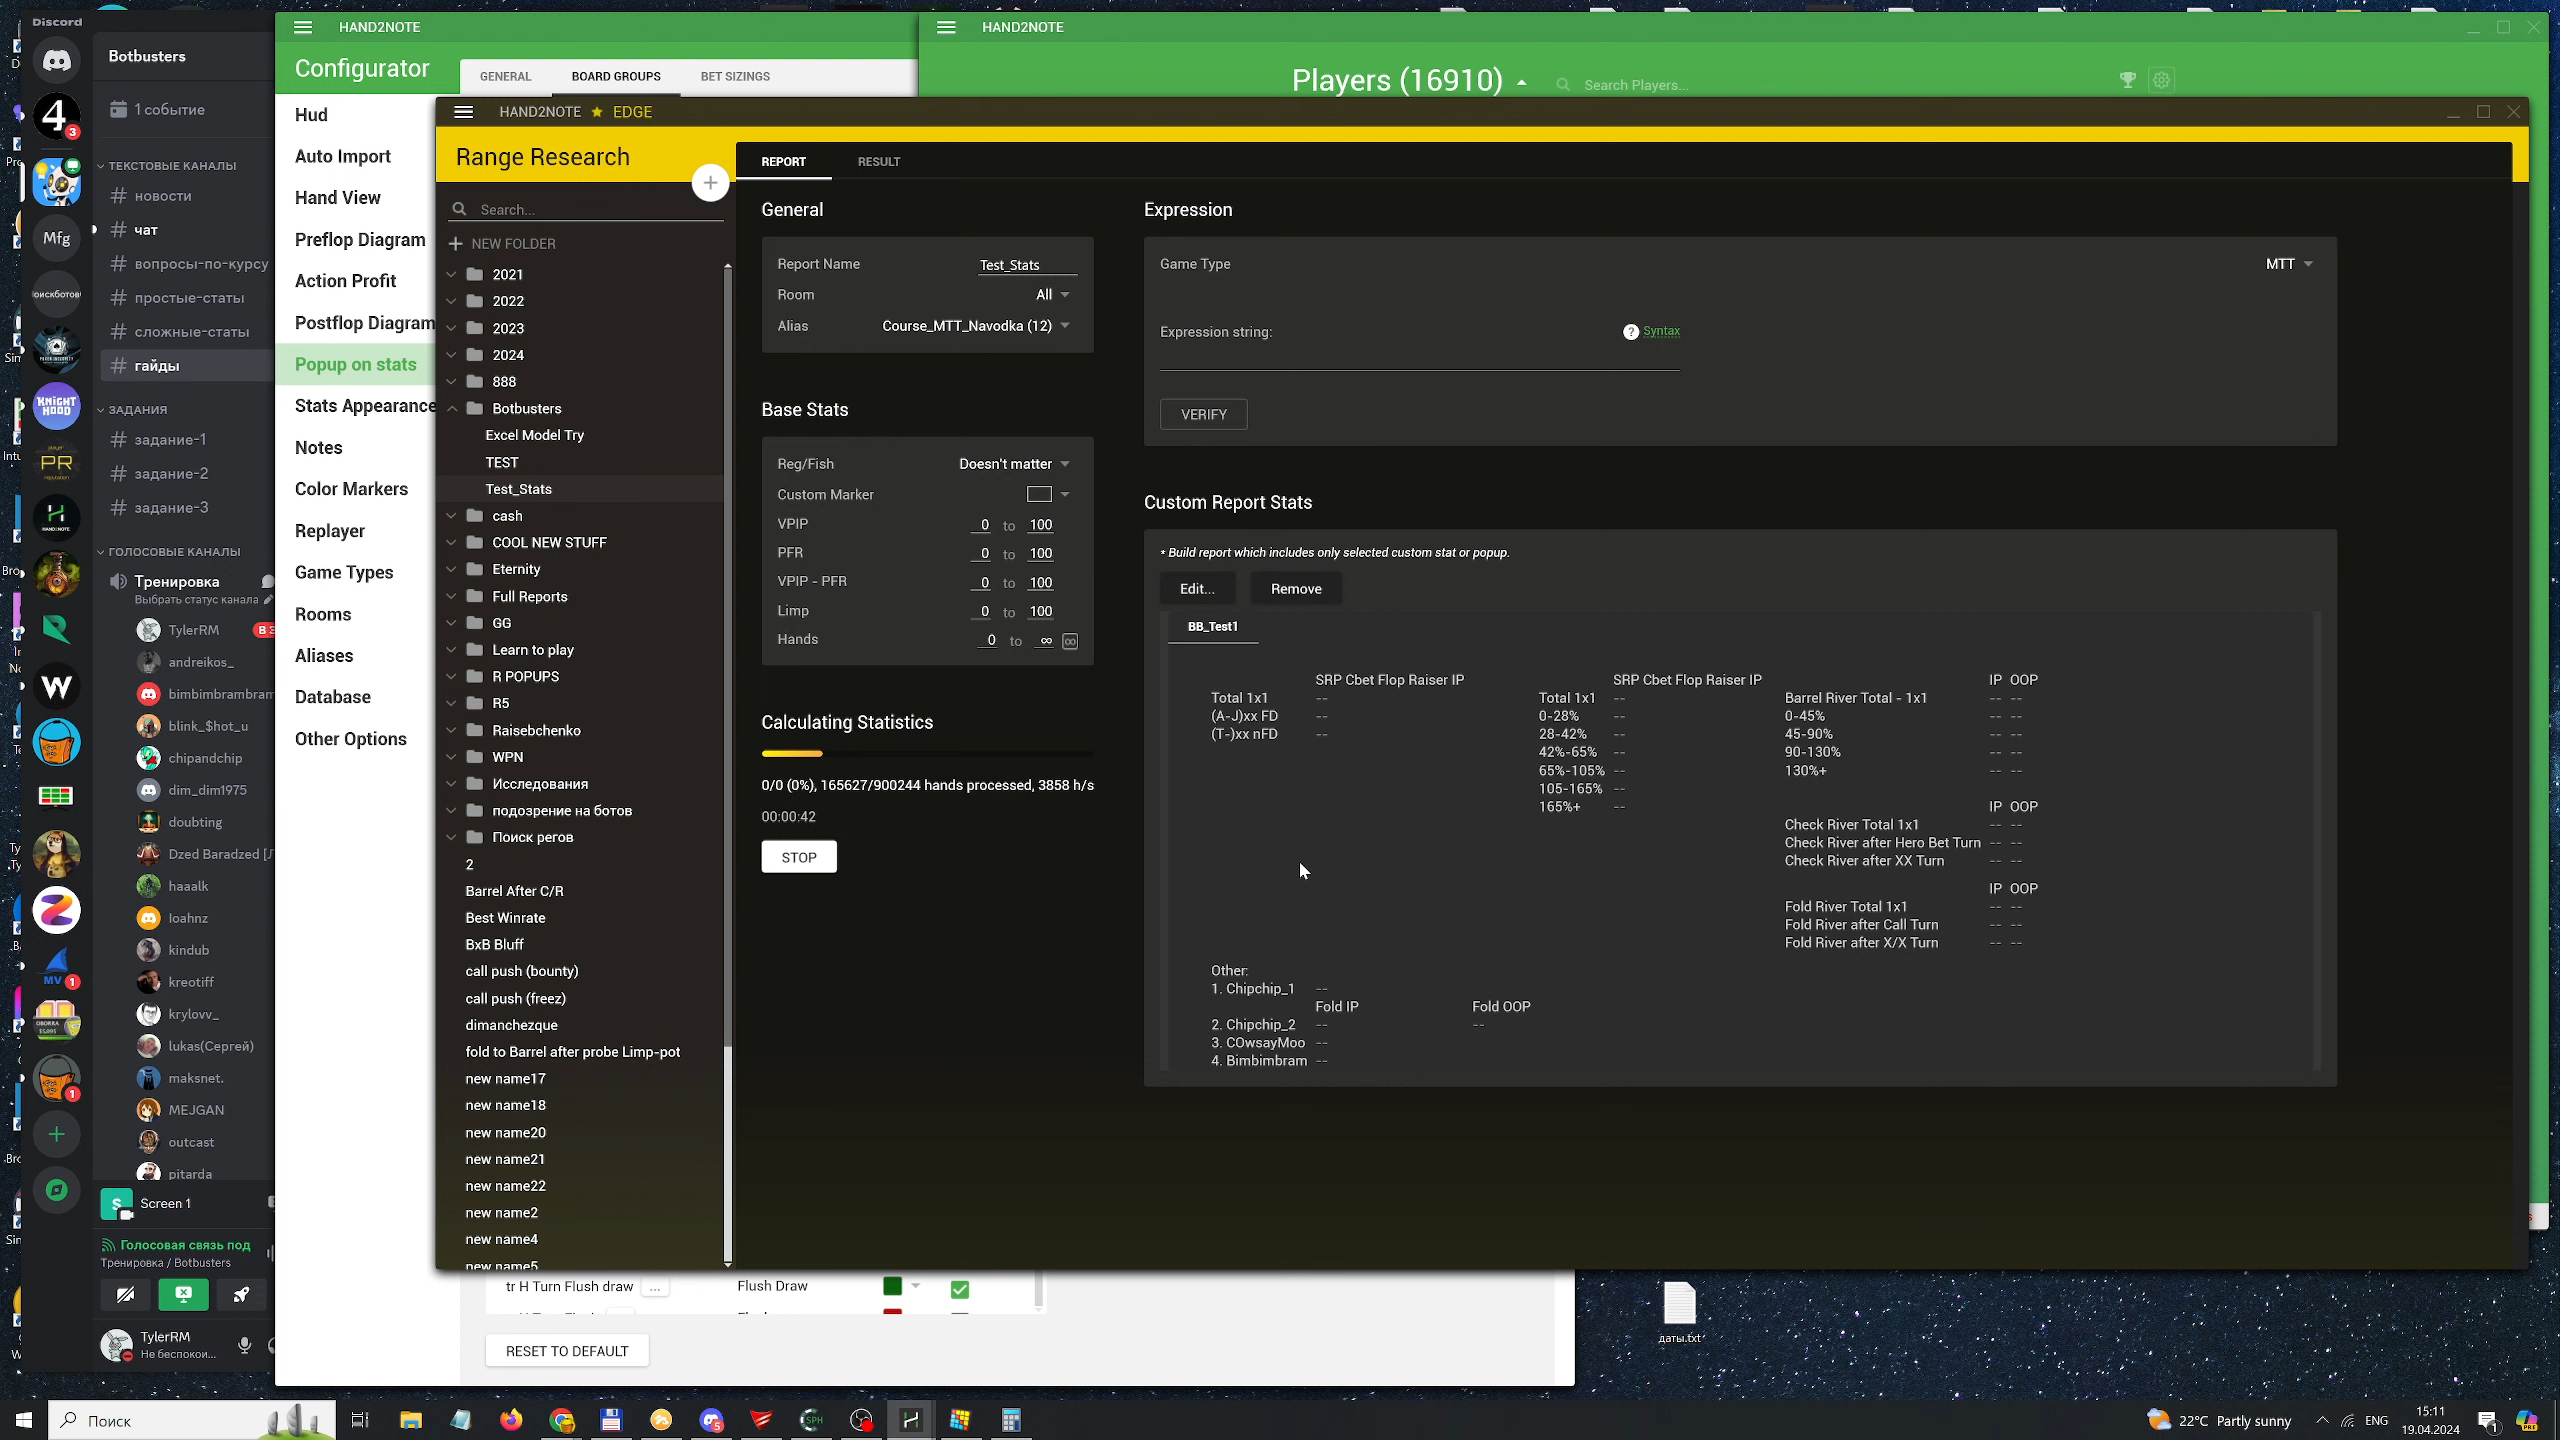 Discord
Botbusters
1 событие
ТЕКСТОВЫЕ КАНАЛЫ
# новости
# чат
# вопросы-по-курсу
# простые-статы
# сложные-статы
# гайды
ЗАДАНИЯ
# задание-1
# задание-2
# задание-3
ГОЛОСОВЫЕ КАНАЛЫ
Тренировка
Выбрать статус канала
TylerRM
andreikos_
bimbimbrambram
blink_$hot_u
chipandchip
dim_dim1975
doubting
Dzed Baradzed [Л
haaalk
loahnz
kindub
kreotiff
krylovv_
lukas(Сергей)
maksnet.
MEJGAN
outcast
pitarda
Screen 1
Голосовая связь под
Тренировка / Botbusters
TylerRM
Не беспокои...
4
3
Mfg
KNIGHT HOOD
PR
W
MV
1
1
HAND2NOTE
Configurator
GENERAL
BOARD GROUPS
BET SIZINGS
Hud
Auto Import
Hand View
Preflop Diagram
Action Profit
Postflop Diagram
Popup on stats
Stats Appearance
Notes
Color Markers
Replayer
Game Types
Rooms
Aliases
Database
Other Options
HAND2NOTE
Players (16910)
Search Players...
HAND2NOTE ★ EDGE
Range Research
REPORT
RESULT
Search...
+ NEW FOLDER
2021
2022
2023
2024
888
Botbusters
Excel Model Try
TEST
Test_Stats
cash
COOL NEW STUFF
Eternity
Full Reports
GG
Learn to play
R POPUPS
R5
Raisebchenko
WPN
Исследования
подозрение на ботов
Поиск регов
2
Barrel After C/R
Best Winrate
BxB Bluff
call push (bounty)
call push (freez)
dimanchezque
fold to Barrel after probe Limp-pot
new name17
new name18
new name20
new name21
new name22
new name2
new name4
new name5
General
Report Name Test_Stats
Room All
Alias Course_MTT_Navodka (12)
Base Stats
Reg/Fish Doesn't matter
Custom Marker
VPIP 0 to 100
PFR 0 to 100
VPIP - PFR 0 to 100
Limp 0 to 100
Hands 0 to ∞
Calculating Statistics
0/0 (0%), 165627/900244 hands processed, 3858 h/s
00:00:42
STOP
Expression
Game Type MTT
Expression string: ? Syntax
VERIFY
Custom Report Stats
* Build report which includes only selected custom stat or popup.
Edit... Remove
BB_Test1
SRP Cbet Flop Raiser IP
Total 1x1 --
(A-J)xx FD --
(T-)xx nFD --
SRP Cbet Flop Raiser IP
Total 1x1 --
0-28% --
28-42% --
42%-65% --
65%-105% --
105-165% --
165%+ --
IP OOP
Barrel River Total - 1x1 -- --
0-45% -- --
45-90% -- --
90-130% -- --
130%+ -- --
IP OOP
Check River Total 1x1 -- --
Check River after Hero Bet Turn -- --
Check River after XX Turn -- --
IP OOP
Fold River Total 1x1 -- --
Fold River after Call Turn -- --
Fold River after X/X Turn -- --
Other:
1. Chipchip_1 --
Fold IP Fold OOP
2. Chipchip_2 -- --
3. COwsayMoo --
4. Bimbimbram --
tr H Turn Flush draw ... Flush Draw
RESET TO DEFAULT
даты.txt
Поиск
SPH
5
22°C Partly sunny
ENG
15:11
19.04.2024
1
PRE